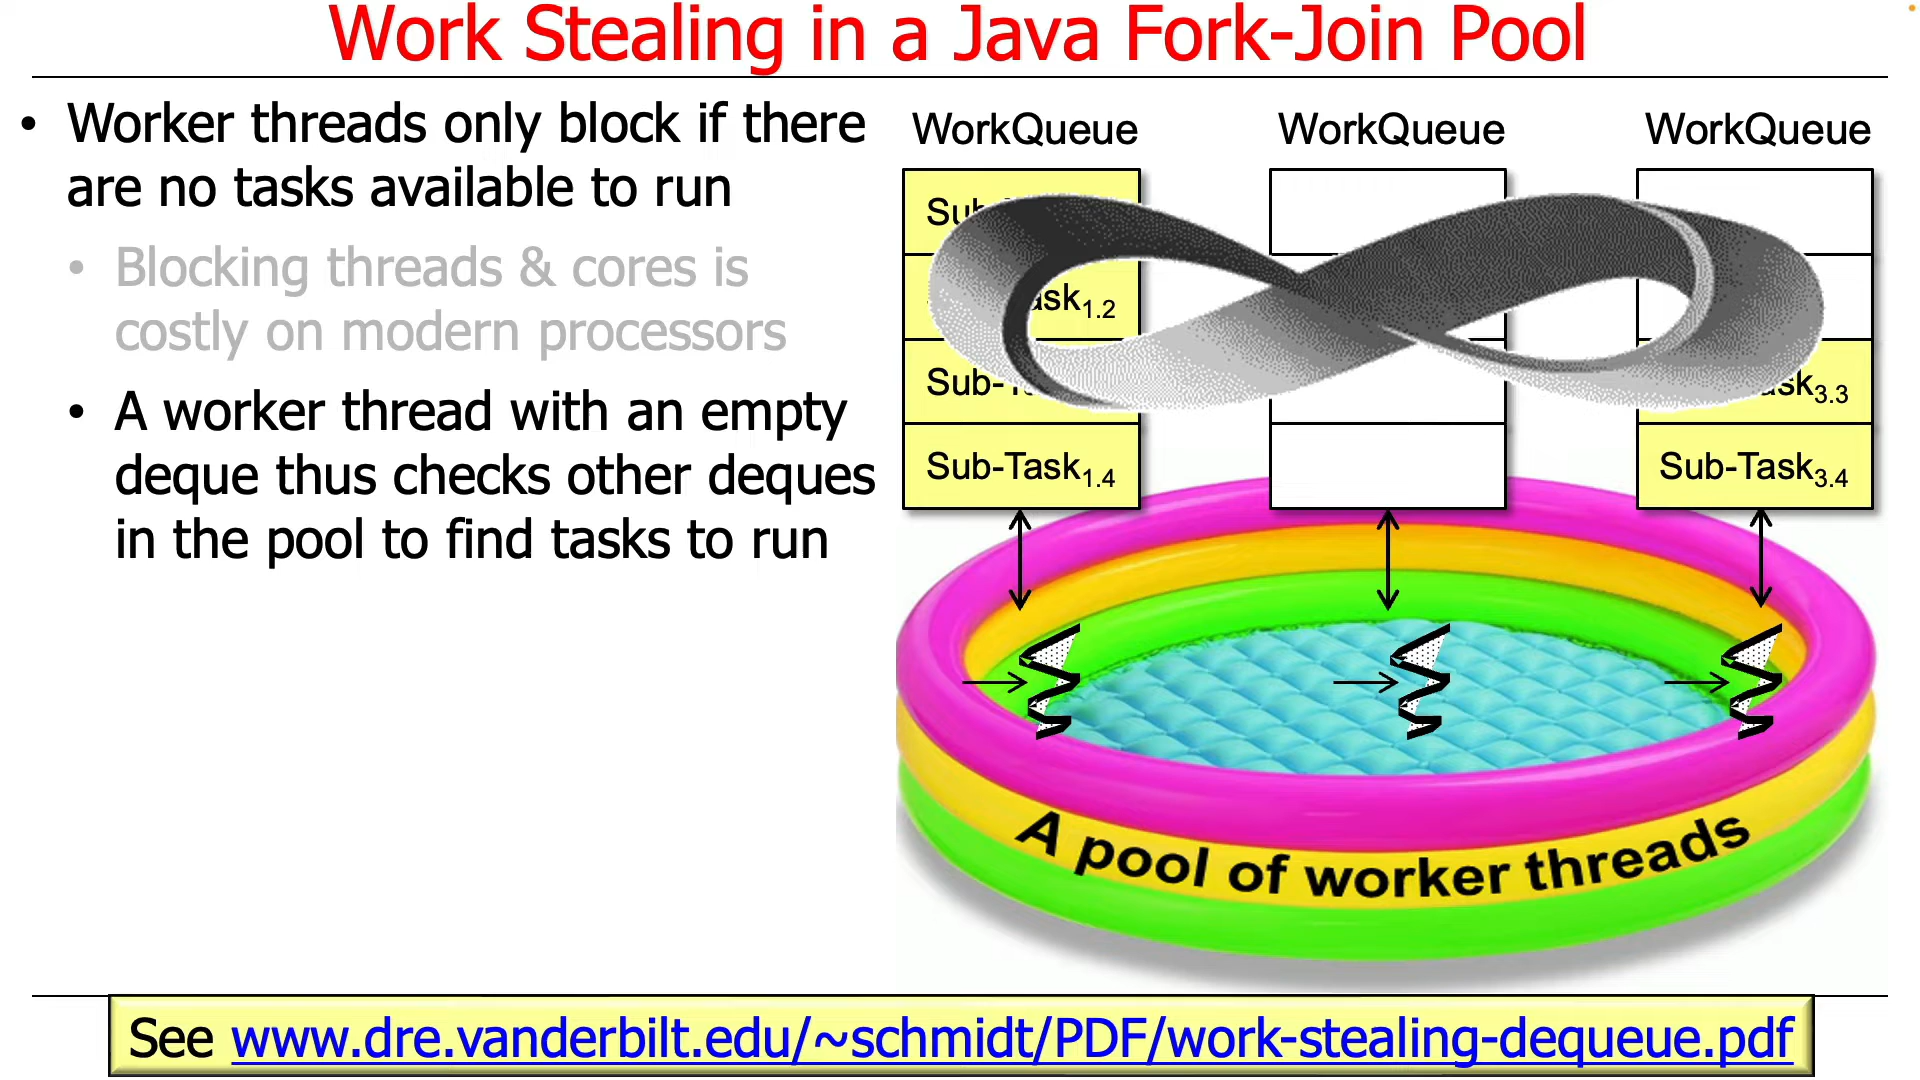 Work Stealing in a Java Fork-Join Pool
• Worker threads only block if there
are no tasks available to run
• Blocking threads & cores is
costly on modern processors
• A worker thread with an empty
deque thus checks other deques
in the pool to find tasks to run
WorkQueue
WorkQueue
WorkQueue
Sub-Task1.4
Sub-Task3.4
A pool of worker threads
See www.dre.vanderbilt.edu/~schmidt/PDF/work-stealing-dequeue.pdf